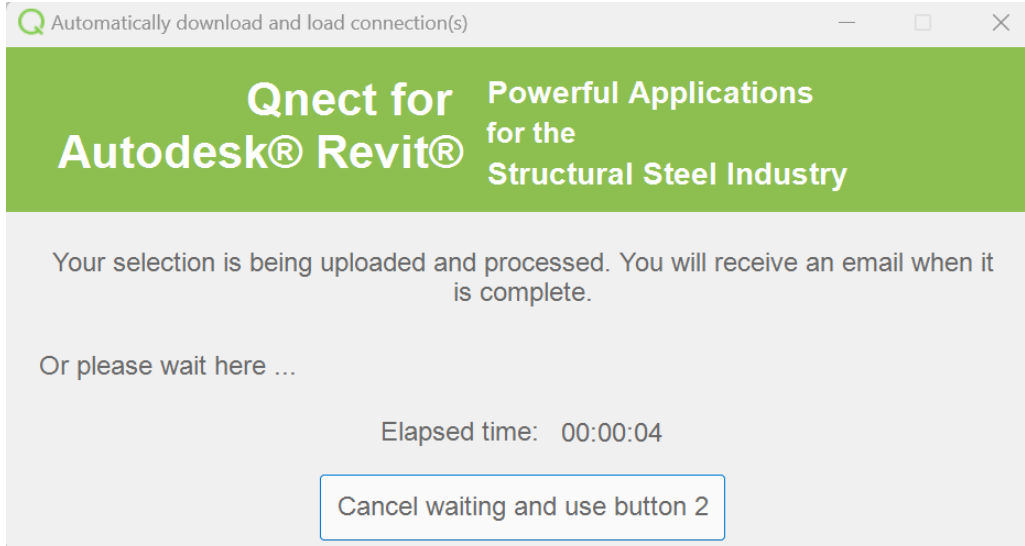 Automatically download and load connection(s)
Qnect for
Autodesk® Revit®
Powerful Applications
for the
Structural Steel Industry
Your selection is being uploaded and processed. You will receive an email when it
is complete.
Or please wait here ...
Elapsed time: 00:00:04
Cancel waiting and use button 2